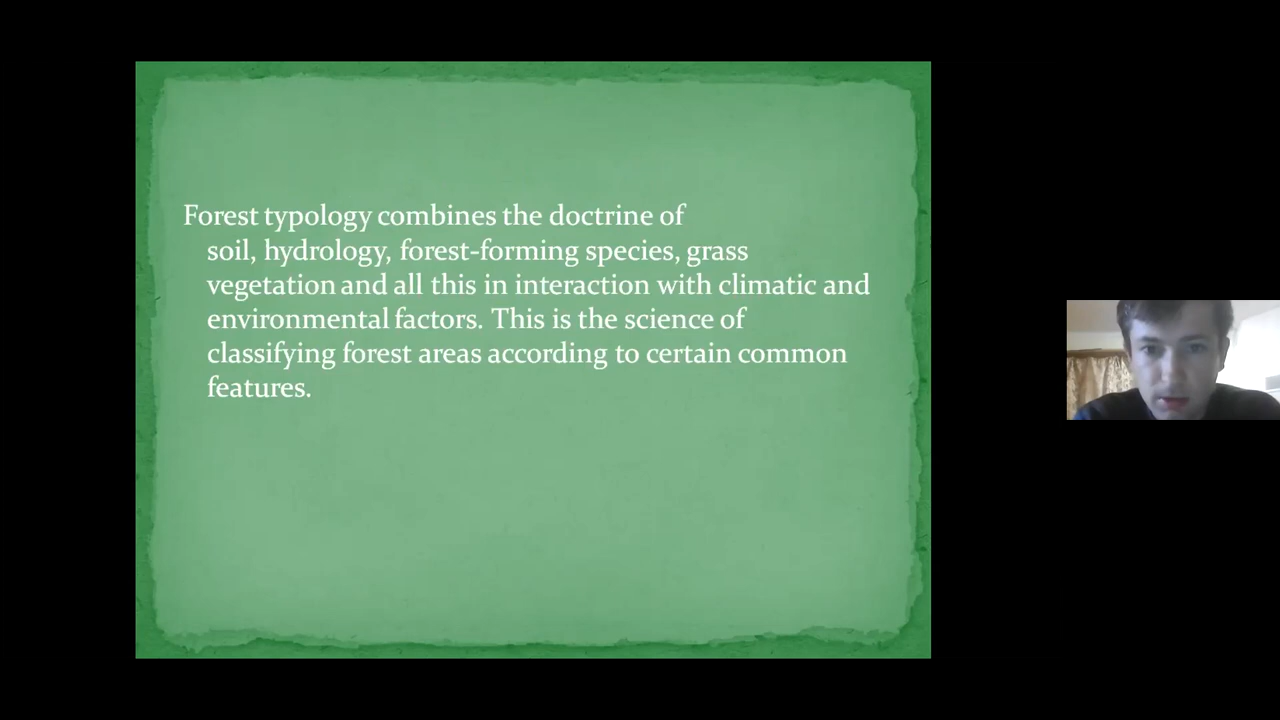 Forest typology combines the doctrine of
soil, hydrology, forest-forming species, grass
vegetation and all this in interaction with climatic and
environmental factors. This is the science of
classifying forest areas according to certain common
features.